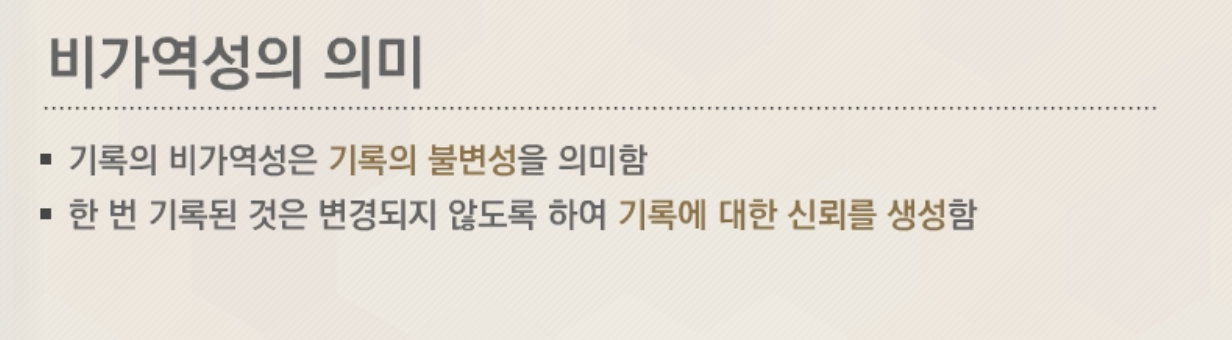 비가역성의 의미
▪ 기록의 비가역성은 기록의 불변성을 의미함
▪ 한 번 기록된 것은 변경되지 않도록 하여 기록에 대한 신뢰를 생성함